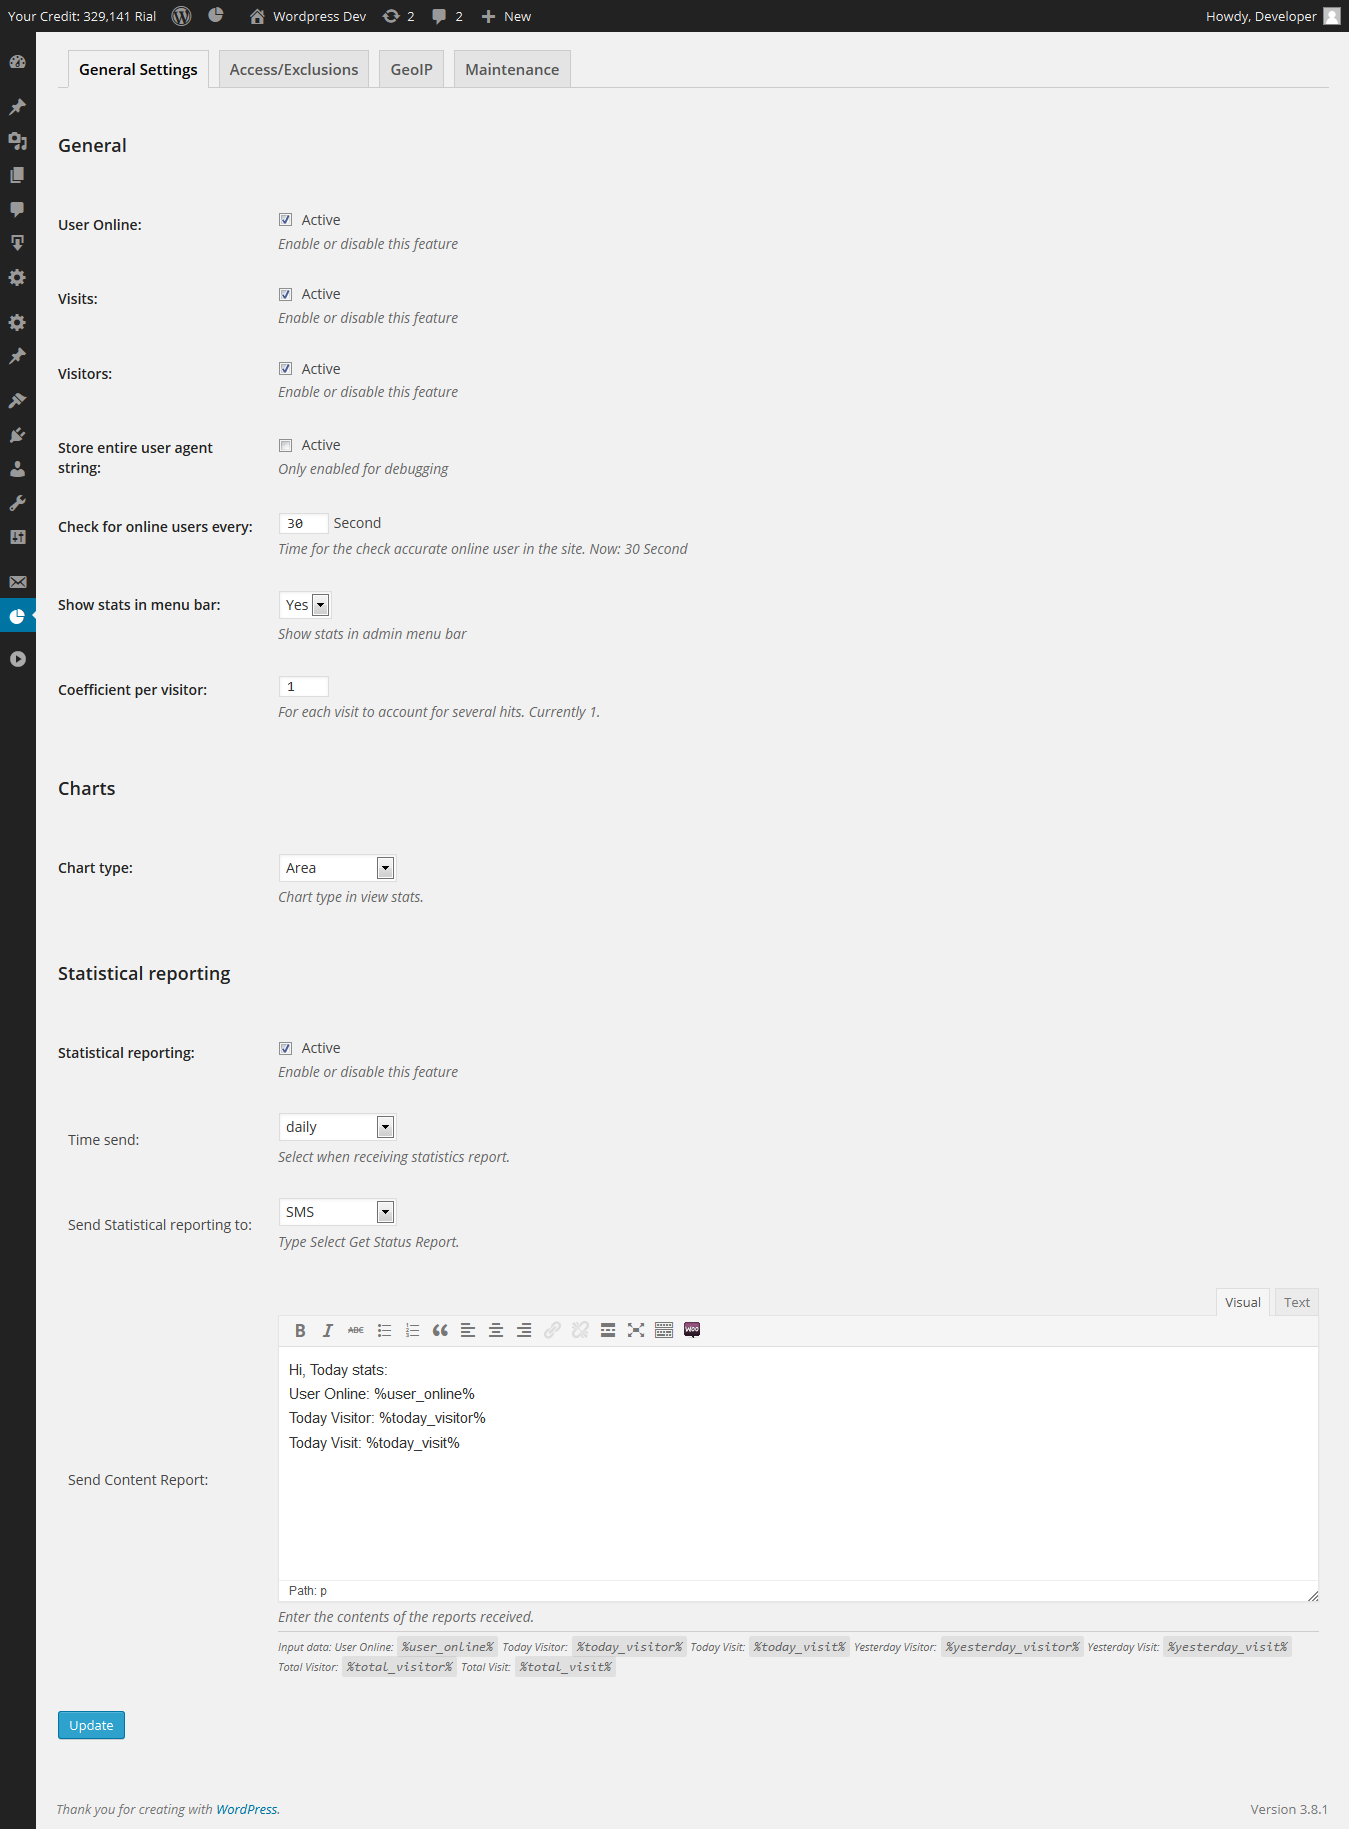 Your Credit: 329,141 Rial Wordpress Dev 2 2 New Howdy, Developer
General Settings Access/Exclusions GeoIP Maintenance
General
User Online: Active
Enable or disable this feature
Visits: Active
Enable or disable this feature
Visitors: Active
Enable or disable this feature
Store entire user agent string: Active
Only enabled for debugging
Check for online users every: 30 Second
Time for the check accurate online user in the site. Now: 30 Second
Show stats in menu bar: Yes
Show stats in admin menu bar
Coefficient per visitor: 1
For each visit to account for several hits. Currently 1.
Charts
Chart type: Area
Chart type in view stats.
Statistical reporting
Statistical reporting: Active
Enable or disable this feature
Time send: daily
Select when receiving statistics report.
Send Statistical reporting to: SMS
Type Select Get Status Report.
Visual Text
B I ABC WOO
Hi, Today stats:
User Online: %user_online%
Today Visitor: %today_visitor%
Today Visit: %today_visit%
Send Content Report:
Path: p
Enter the contents of the reports received.
Input data: User Online: %user_online% Today Visitor: %today_visitor% Today Visit: %today_visit% Yesterday Visitor: %yesterday_visitor% Yesterday Visit: %yesterday_visit%
Total Visitor: %total_visitor% Total Visit: %total_visit%
Update
Thank you for creating with WordPress. Version 3.8.1